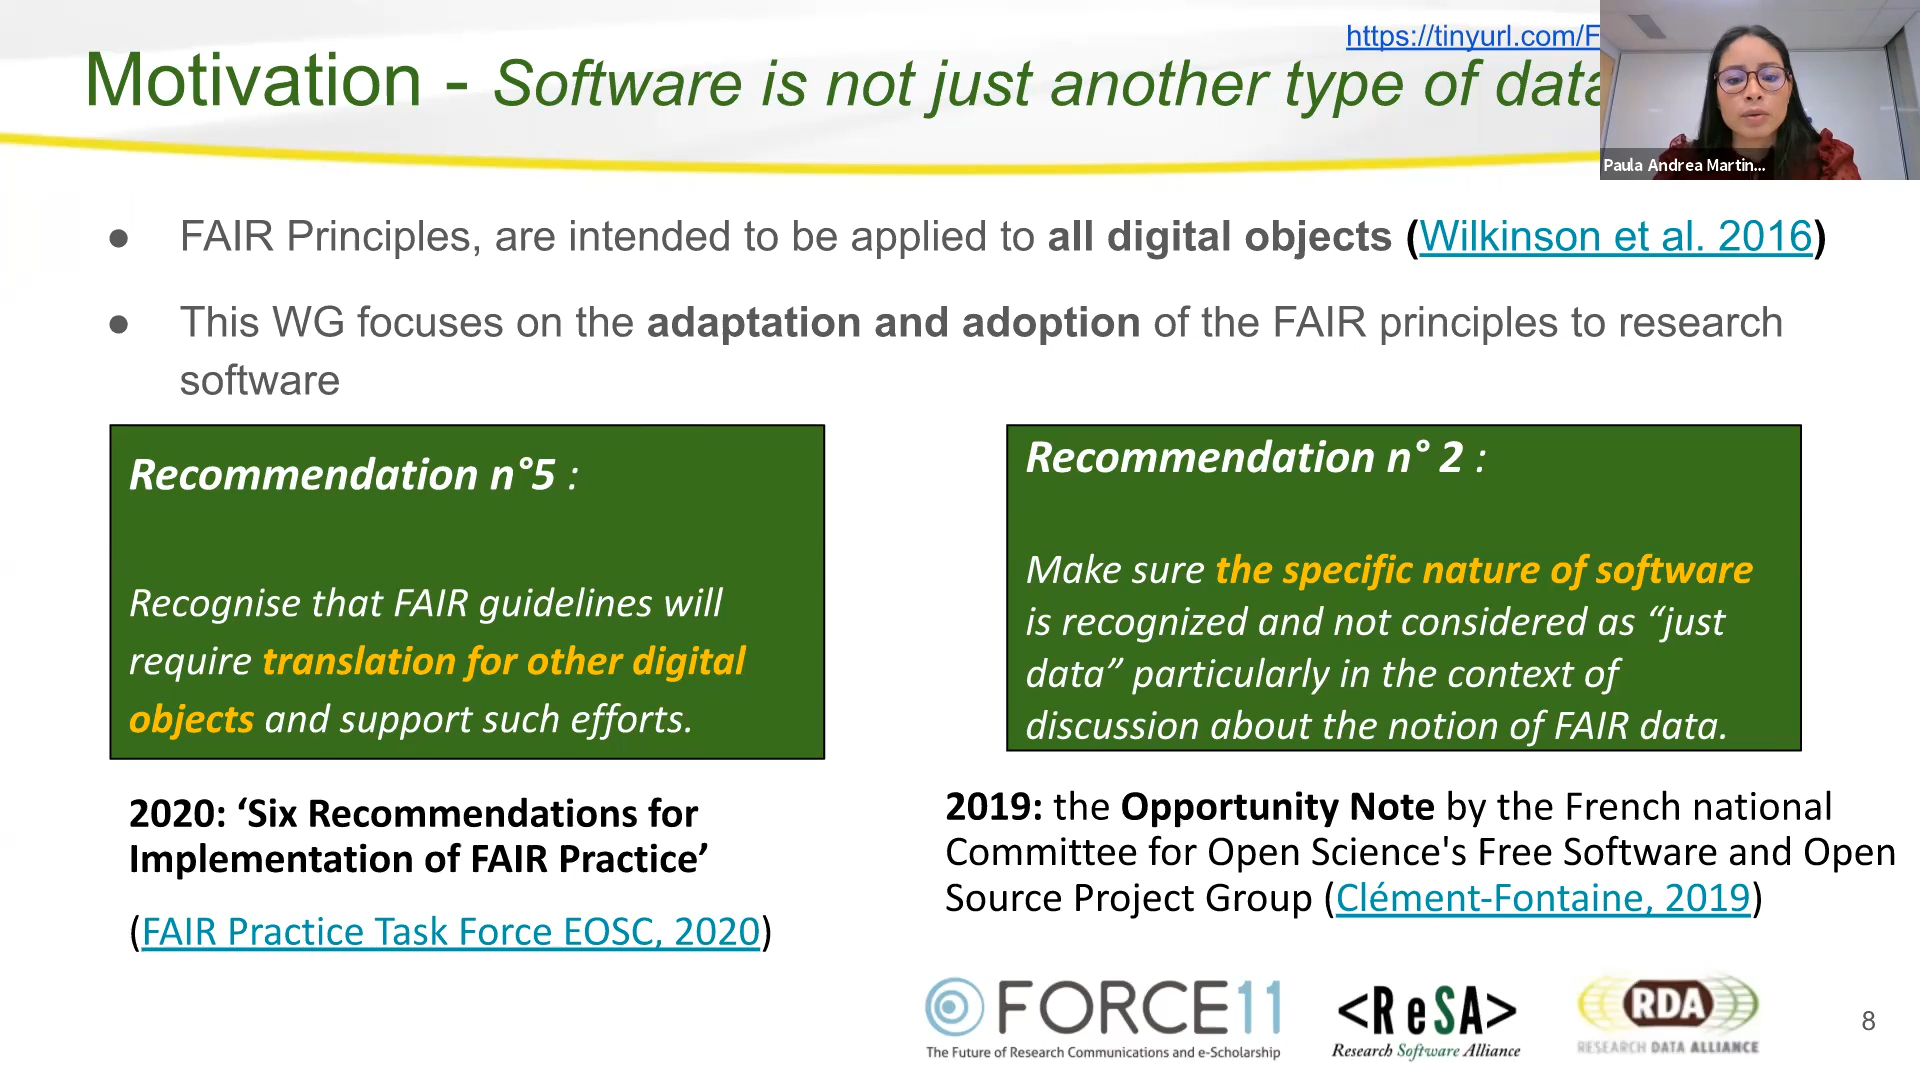 https://tinyurl.com/F
Motivation - Software is not just another type of data
Paula Andrea Martin...
● FAIR Principles, are intended to be applied to all digital objects (Wilkinson et al. 2016)
● This WG focuses on the adaptation and adoption of the FAIR principles to research
software
Recommendation n°5 :
Recognise that FAIR guidelines will
require translation for other digital
objects and support such efforts.
2020: ‘Six Recommendations for
Implementation of FAIR Practice’
(FAIR Practice Task Force EOSC, 2020)
Recommendation n° 2 :
Make sure the specific nature of software
is recognized and not considered as “just
data” particularly in the context of
discussion about the notion of FAIR data.
2019: the Opportunity Note by the French national
Committee for Open Science's Free Software and Open
Source Project Group (Clément-Fontaine, 2019)
FORCE11
The Future of Research Communications and e-Scholarship
<ReSA>
Research Software Alliance
RDA
RESEARCH DATA ALLIANCE
8